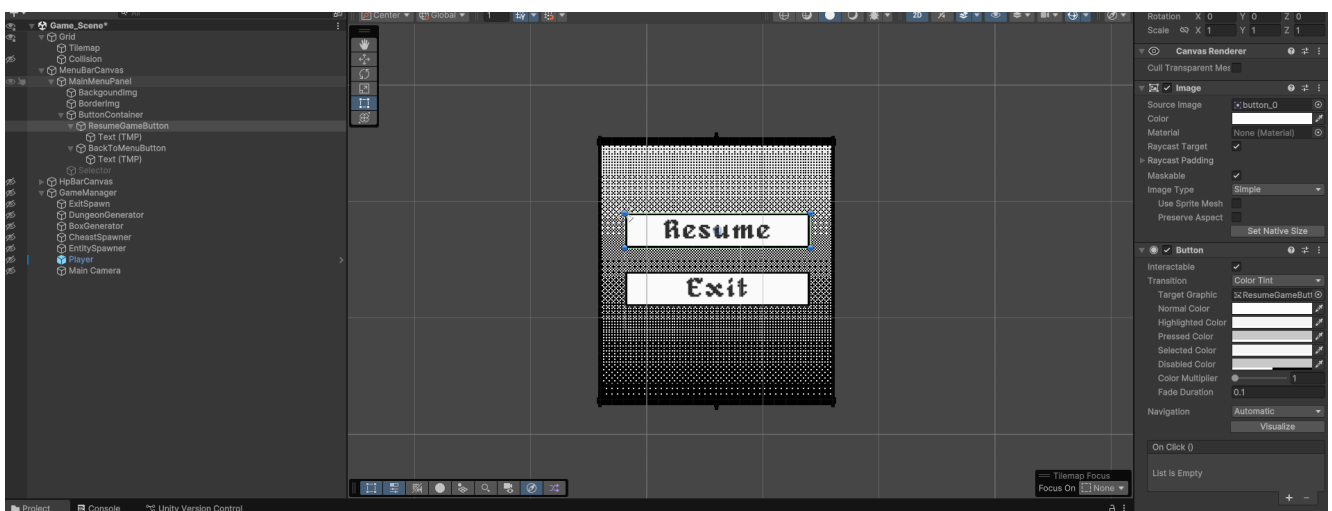 All
Game_Scene*
Grid
Tilemap
Collision
MenuBarCanvas
MainMenuPanel
BackgoundImg
BorderImg
ButtonContainer
ResumeGameButton
Text (TMP)
BackToMenuButton
Text (TMP)
Selector
HpBarCanvas
GameManager
ExitSpawn
DungeonGenerator
BoxGenerator
CheastSpawner
EntitySpawner
Player
Main Camera
Center Global 1 2D
Resume
Exit
Tilemap Focus
Focus On None
Rotation X 0 Y 0 Z 0
Scale X 1 Y 1 Z 1
Canvas Renderer
Cull Transparent Mes
Image
Source Image button_0
Color
Material None (Material)
Raycast Target
Raycast Padding
Maskable
Image Type Simple
Use Sprite Mesh
Preserve Aspect
Set Native Size
Button
Interactable
Transition Color Tint
Target Graphic ResumeGameButt
Normal Color
Highlighted Color
Pressed Color
Selected Color
Disabled Color
Color Multiplier 1
Fade Duration 0.1
Navigation Automatic
Visualize
On Click ()
List is Empty
+ −
Project Console Unity Version Control